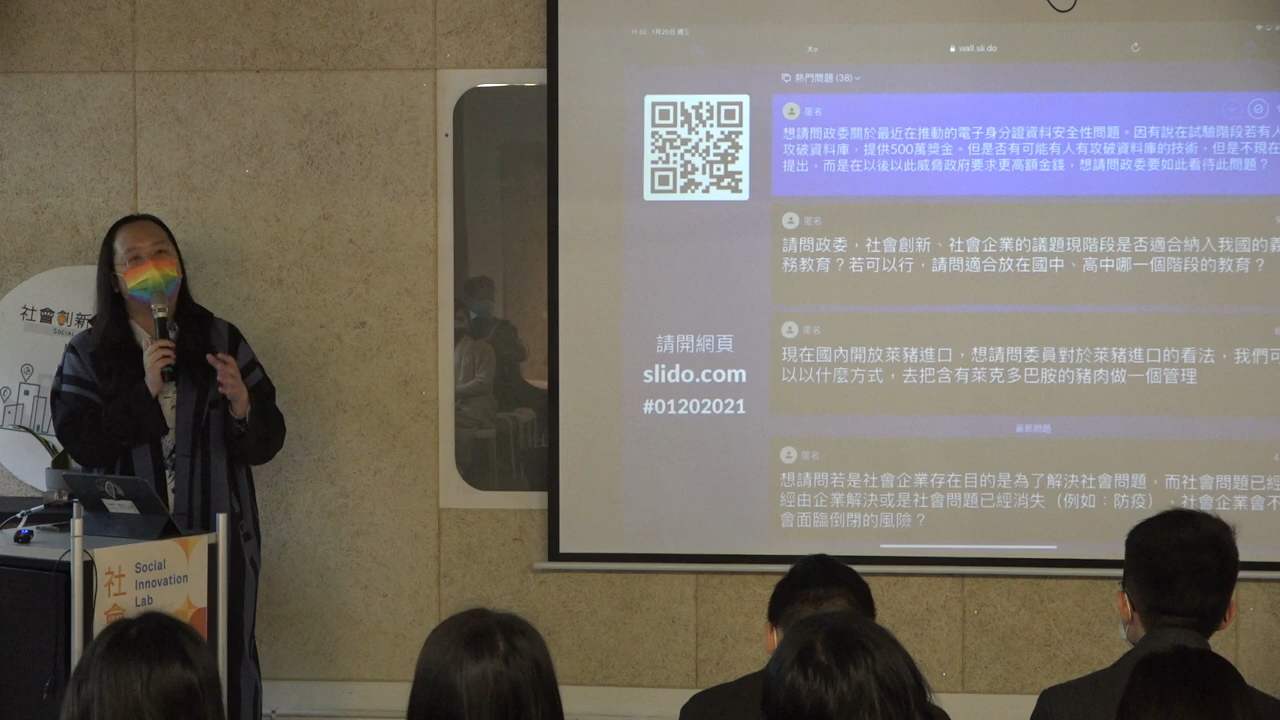 11:03 1月20日 週三
大小
wall.sli.do
熱門問題 (38)
匿名
想請問政委關於最近在推動的電子身分證資料安全性問題。因有說在試驗階段若有人
攻破資料庫，提供500萬獎金。但是否有可能有人有攻破資料庫的技術，但是不現在
提出，而是在以後以此威脅政府要求更高額金錢，想請問政委要如此看待此問題？
匿名
請問政委，社會創新、社會企業的議題現階段是否適合納入我國的義
務教育？若可以行，請問適合放在國中、高中哪一個階段的教育？
匿名
現在國內開放萊豬進口，想請問委員對於萊豬進口的看法，我們可
以以什麼方式，去把含有萊克多巴胺的豬肉做一個管理
最新問題
匿名
想請問若是社會企業存在目的是為了解決社會問題，而社會問題已經
經由企業解決或是社會問題已經消失（例如：防疫），社會企業會不
會面臨倒閉的風險？
請開網頁
slido.com
#01202021
社會創新
SOCIAL
社會
Social
Innovation
Lab